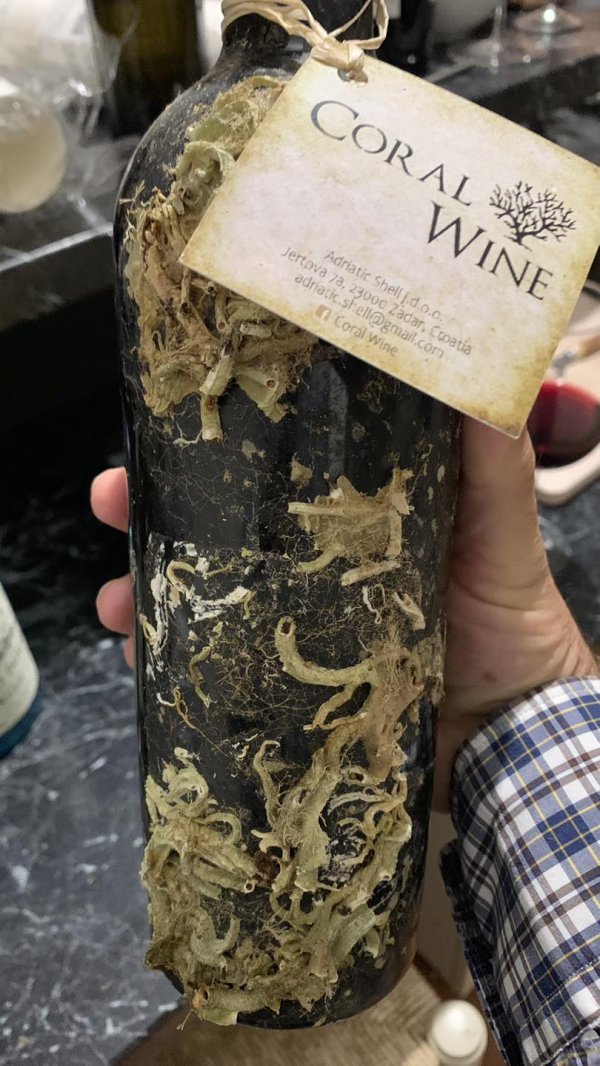 CORAL
WINE
Adriatic Shell j.d.o.o.
Jertova 7a, 23000 Zadar, Croatia
adriatic.shell@gmail.com
Coral Wine